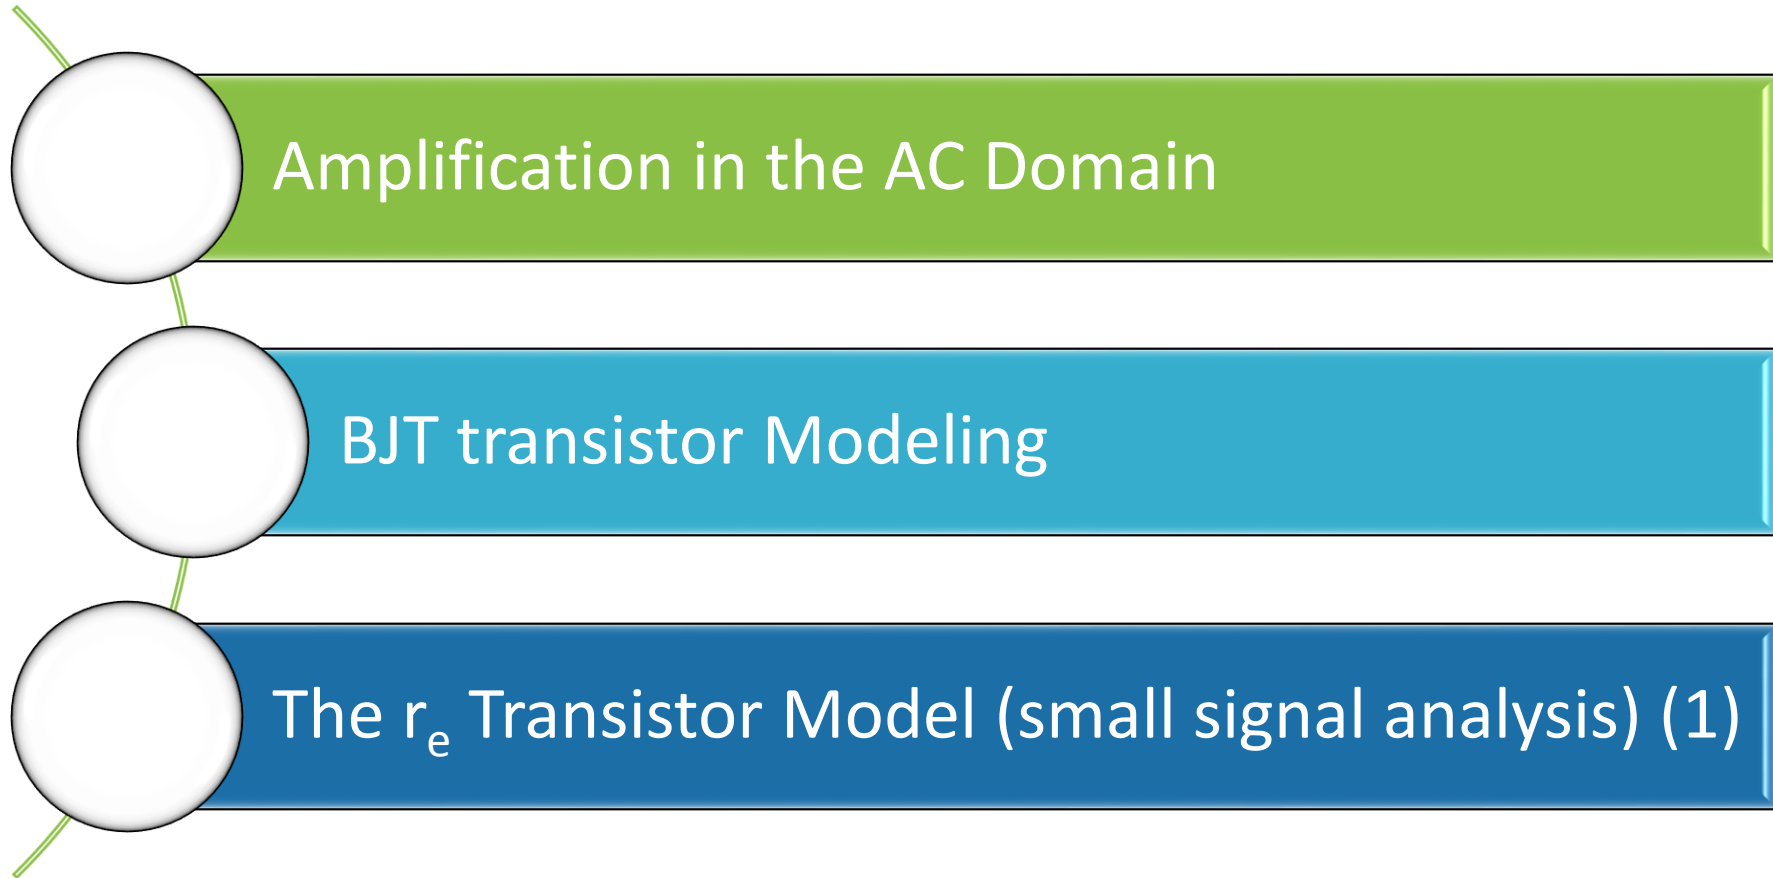 Amplification in the AC Domain
BJT transistor Modeling
The re Transistor Model (small signal analysis) (1)